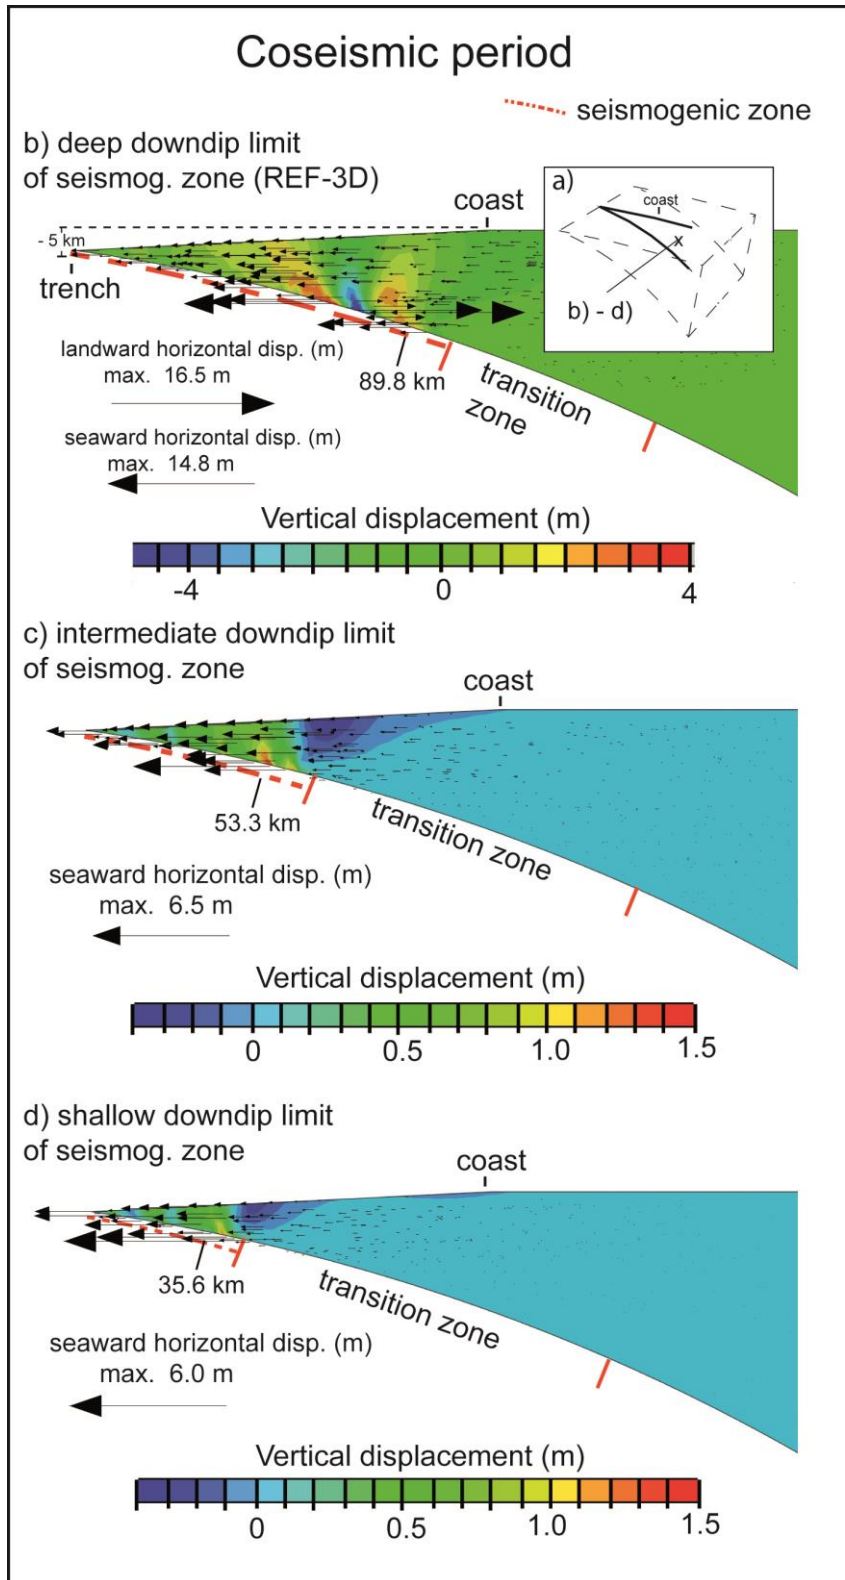 Coseismic period
seismogenic zone
b) deep downdip limit
of seismog. zone (REF-3D)
a)
coast
coast
- 5 km
x
trench
b) - d)
landward horizontal disp. (m)
max. 16.5 m
89.8 km
transition
zone
seaward horizontal disp. (m)
max. 14.8 m
Vertical displacement (m)
-4 0 4
c) intermediate downdip limit
of seismog. zone
coast
53.3 km
transition zone
seaward horizontal disp. (m)
max. 6.5 m
Vertical displacement (m)
0 0.5 1.0 1.5
d) shallow downdip limit
of seismog. zone
coast
35.6 km
transition zone
seaward horizontal disp. (m)
max. 6.0 m
Vertical displacement (m)
0 0.5 1.0 1.5